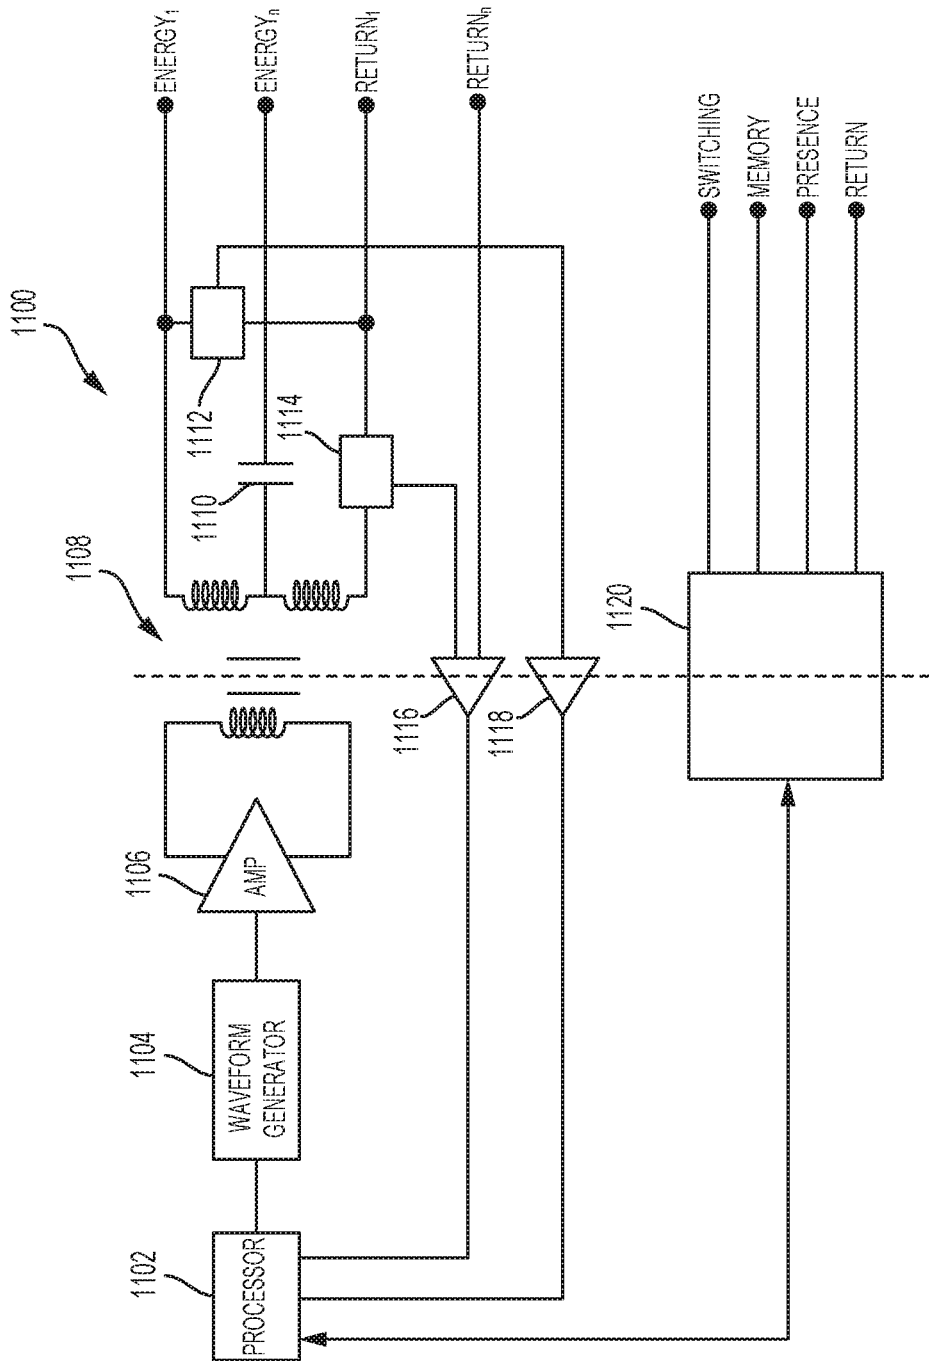 1100
ENERGY₁
ENERGYₙ
RETURN₁
RETURNₙ
1112
1110
1114
1108
1106
AMP
1104
WAVEFORM
GENERATOR
1102
PROCESSOR
1116
1118
1120
SWITCHING
MEMORY
PRESENCE
RETURN